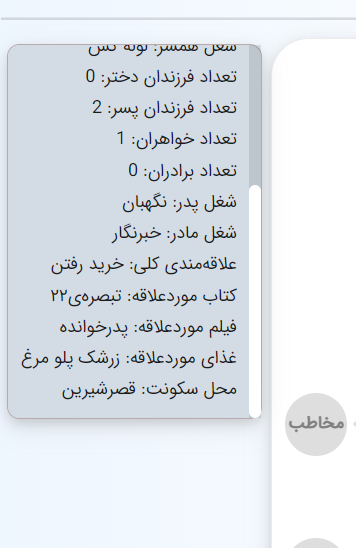 شغل همسر: لوله کش
تعداد فرزندان دختر: 0
تعداد فرزندان پسر: 2
تعداد خواهران: 1
تعداد برادران: 0
شغل پدر: نگهبان
شغل مادر: خبرنگار
علاقه‌مندی کلی: خرید رفتن
کتاب موردعلاقه: تبصره‌ی۲۲
فیلم موردعلاقه: پدرخوانده
غذای موردعلاقه: زرشک پلو مرغ
محل سکونت: قصرشیرین
مخاطب